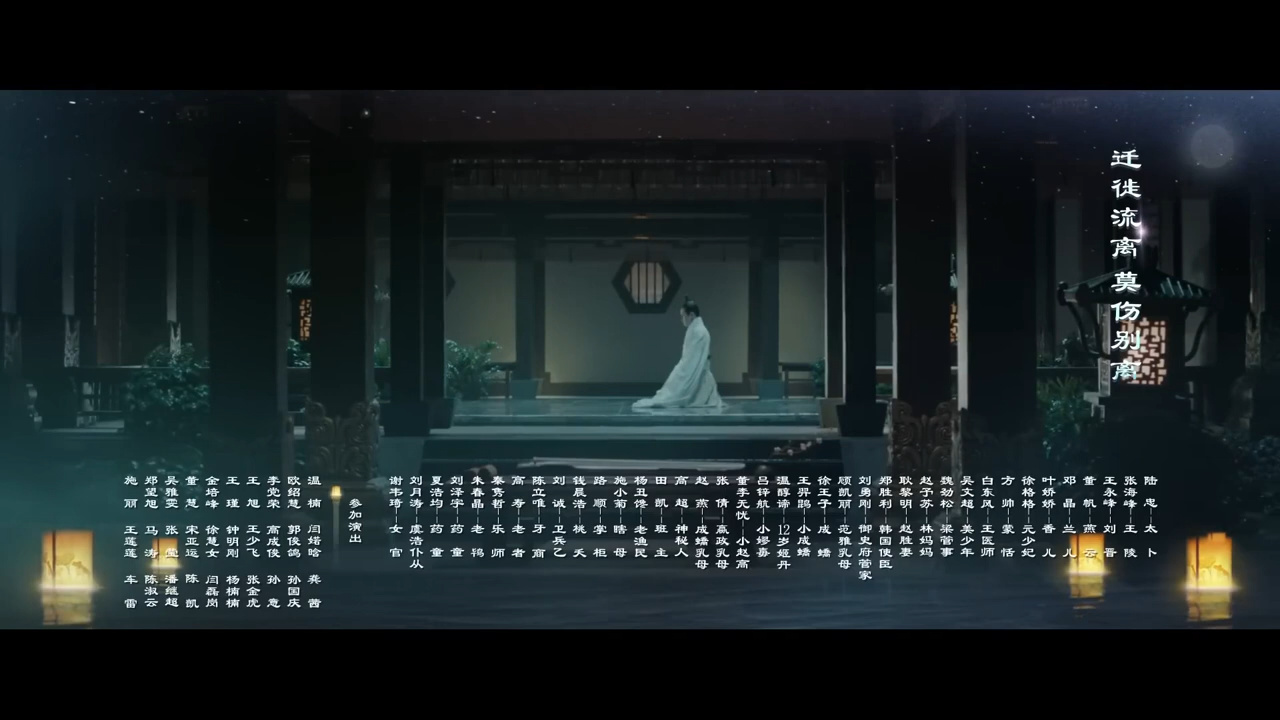 迁徙流离莫伤别离
陆忠 太卜
张海峰 王陵
王永峰 刘晋
董帆 燕云
邓晶 兰儿
叶娇娇 香儿
徐格格 元少妃
方帅 蒙恬
白东风 王医师
吴文超 美少年
魏劲松 梁管事
赵予苏 林妈妈
耿黎明 赵胜妻
郑胜利 韩国使臣
刘勇刚 御史府管家
顾凯丽 范雅乳母
徐王子 成蟜
王羿鹍 小成蟜
温醇谛 12岁姬丹
吕锌航 小嫪毐
董李无忧 小赵高
张倩 嬴政乳母
赵燕 成蟜乳母
高超 神秘人
田凯 班主
杨丑馋 老渔民
施小菊 瞎母
路顺 掌柜
钱晨浩 桃夭
刘诚 卫兵乙
陈立唯 牙商
高寿 老者
秦隽哲 乐师
朱春晶 老鸨
刘泽宇 药童
夏浩均 药童
刘月涛 虞浩仆从
谢韦琦 女官
参加演出
温楠 闫婼晗 龚茜
欧绍慧 郭俊鸽 孙国庆
李党荣 高成俊 孙意
王旭 王少飞 张金虎
王瑾 钟明刚 杨楠楠
金培峰 徐慧女 闫磊岗
董慧 宋亚运 陈凯
吴雅雯 张莹 潘继超
郑望旭 马涛 陈淑云
施丽 王莲莲 车雷